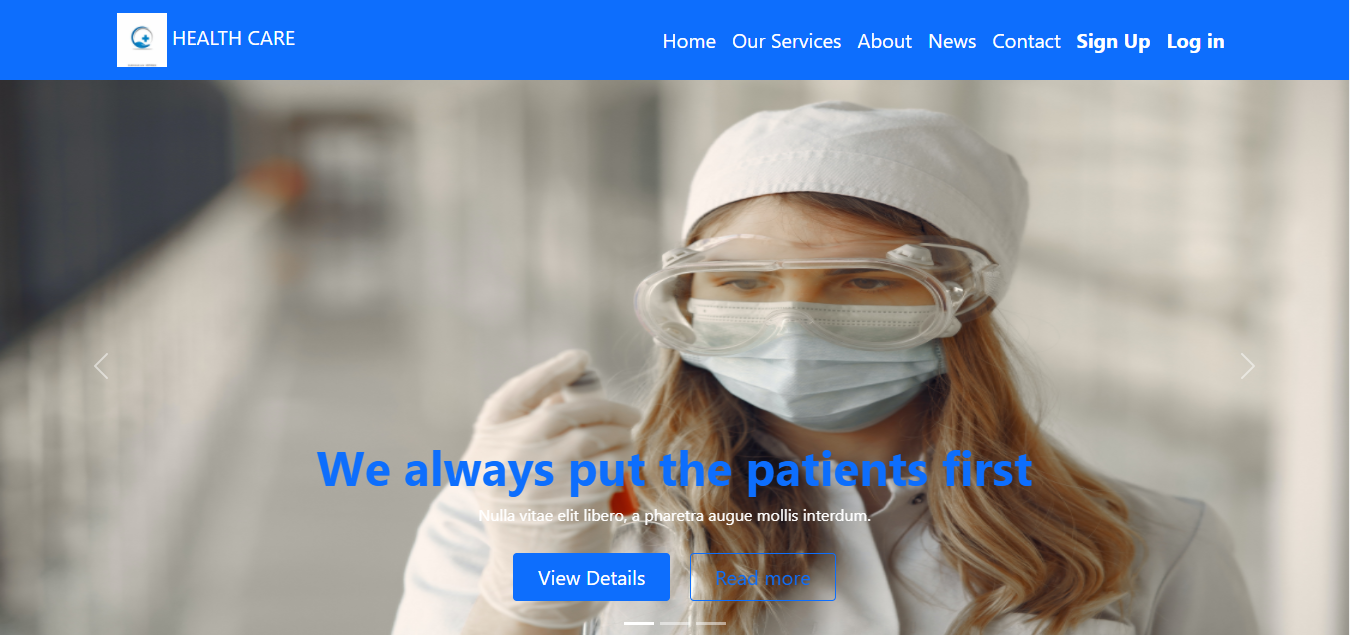 HEALTH CARE
Home Our Services About News Contact Sign Up Log in
We always put the patients first
Nulla vitae elit libero, a pharetra augue mollis interdum.
View Details Read more